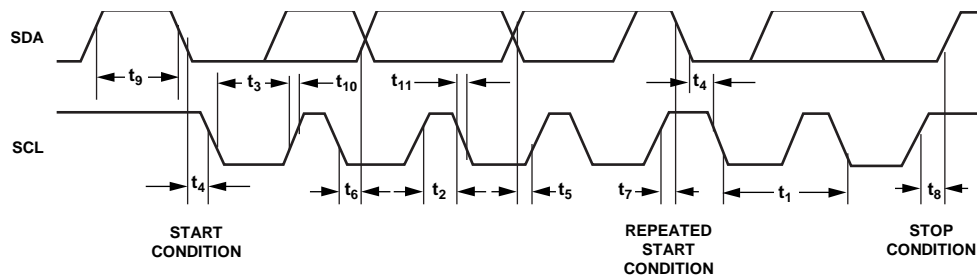 SDA
t9
t3
t10
t11
t4
SCL
t4
t6
t2
t5
t7
t1
t8
START
CONDITION
REPEATED
START
CONDITION
STOP
CONDITION